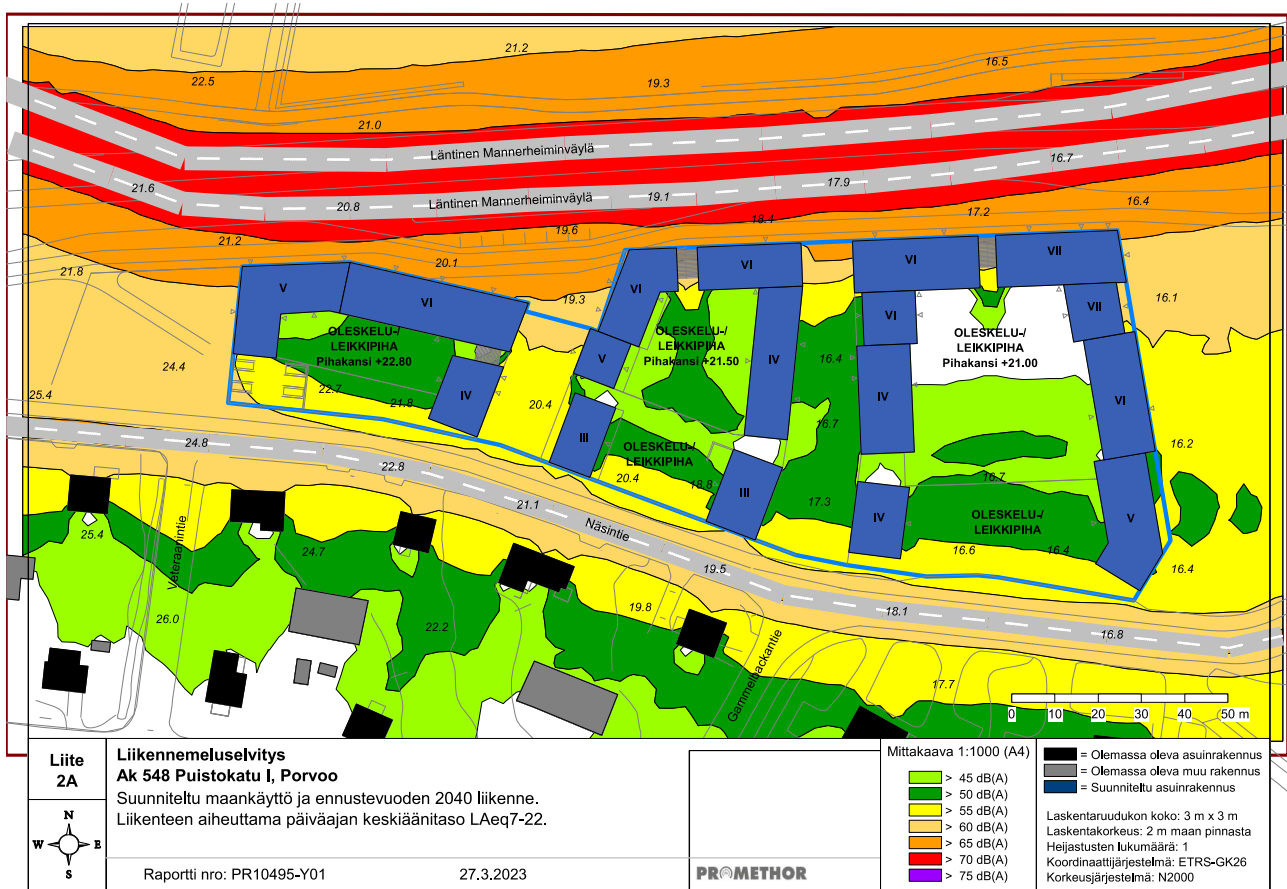 21.2
22.5
19.3
16.5
21.0
Läntinen Mannerheiminväylä
16.7
21.6
20.8
Läntinen Mannerheiminväylä
19.1
17.9
16.4
17.2
18.4
19.6
21.2
20.1
21.8
19.3
16.1
V
VI
VI
VI
VI
VII
VI
VII
V
IV
IV
IV
VI
III
III
IV
V
OLESKELU-/
LEIKKIPIHA
Pihakansi +22.80
OLESKELU-/
LEIKKIPIHA
Pihakansi +21.50
OLESKELU-/
LEIKKIPIHA
Pihakansi +21.00
16.4
24.4
25.4
22.7
21.8
20.4
16.7
16.2
OLESKELU-/
LEIKKIPIHA
24.8
22.8
20.4
18.8
16.7
17.3
21.1
Näsintie
OLESKELU-/
LEIKKIPIHA
16.6
16.4
16.4
25.4
Veteraanintie
24.7
19.5
19.8
18.1
16.8
26.0
22.2
Gammelbackantie
17.7
0 10 20 30 40 50 m
Liite
2A
N
W E
S
Liikennemeluselvitys
Ak 548 Puistokatu I, Porvoo
Suunniteltu maankäyttö ja ennustevuoden 2040 liikenne.
Liikenteen aiheuttama päiväajan keskiäänitaso LAeq7-22.
Raportti nro: PR10495-Y01 27.3.2023
PROMETHOR
Mittakaava 1:1000 (A4)
> 45 dB(A)
> 50 dB(A)
> 55 dB(A)
> 60 dB(A)
> 65 dB(A)
> 70 dB(A)
> 75 dB(A)
= Olemassa oleva asuinrakennus
= Olemassa oleva muu rakennus
= Suunniteltu asuinrakennus
Laskentaruudukon koko: 3 m x 3 m
Laskentakorkeus: 2 m maan pinnasta
Heijastusten lukumäärä: 1
Koordinaattijärjestelmä: ETRS-GK26
Korkeusjärjestelmä: N2000